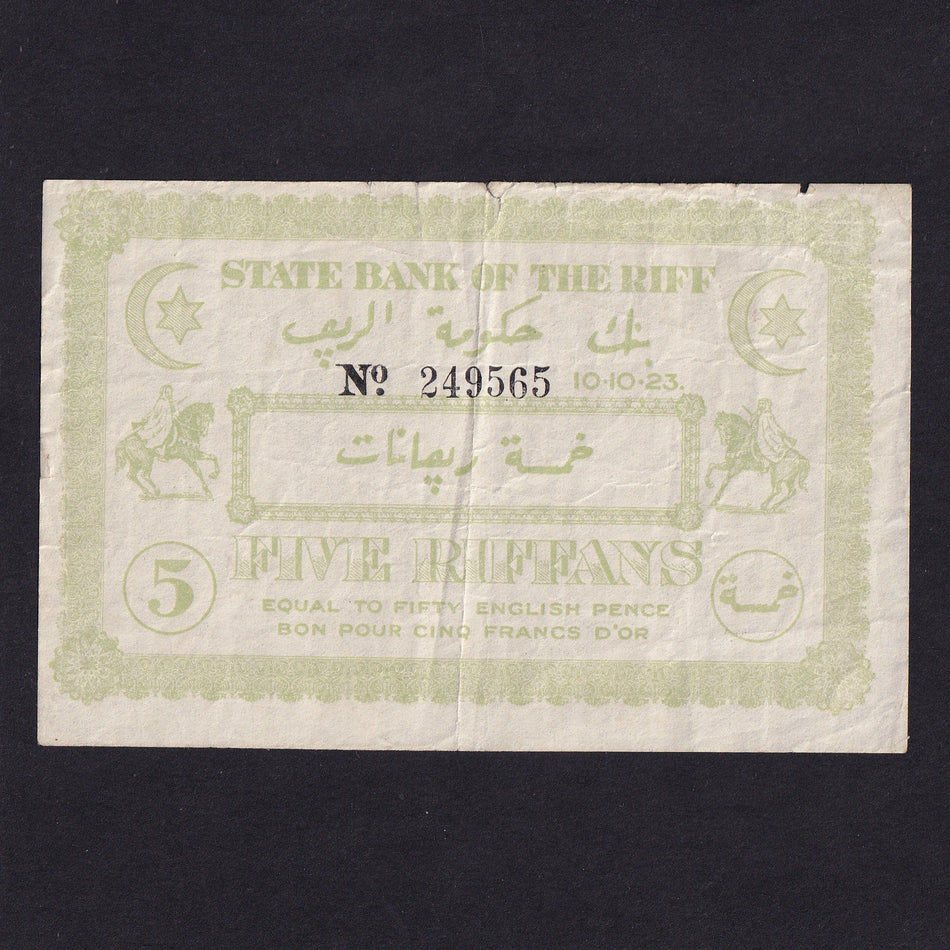 STATE BANK OF THE RIFF
بنك حكومة الريف
Nº 249565 10·10·23.
خمسة ريفانات
FIVE RIFFANS
5
خمسة
EQUAL TO FIFTY ENGLISH PENCE
BON POUR CINQ FRANCS D'OR